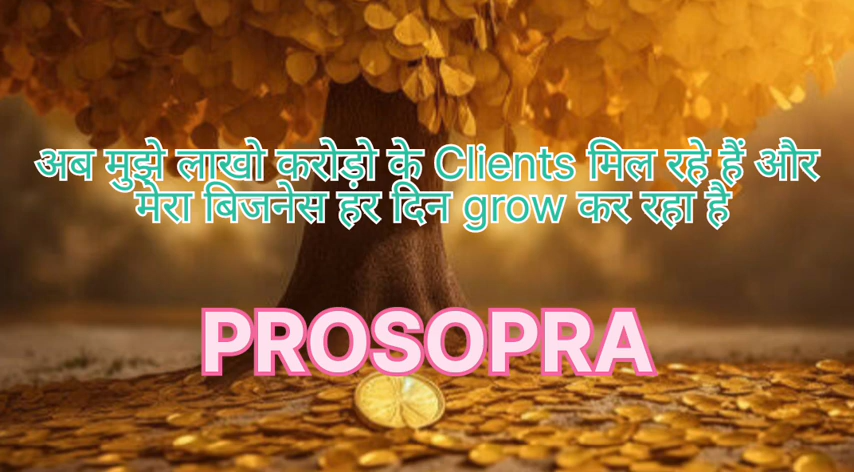 अब मुझे लाखो करोड़ो के Clients मिल रहे हैं और
मेरा बिजनेस हर दिन grow कर रहा है
PROSOPRA